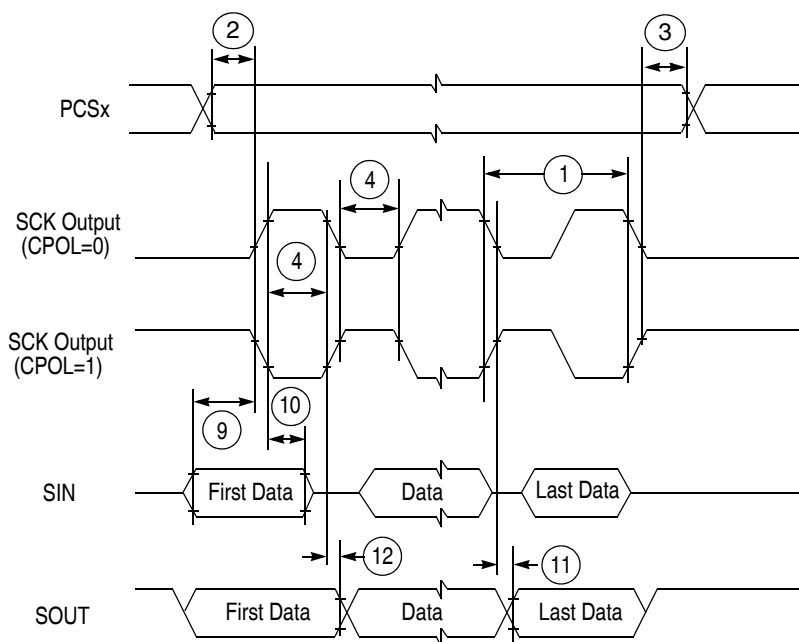 2
3
PCSx
4
1
SCK Output
(CPOL=0)
4
SCK Output
(CPOL=1)
10
9
SIN
First Data
Data
Last Data
12
11
SOUT
First Data
Data
Last Data